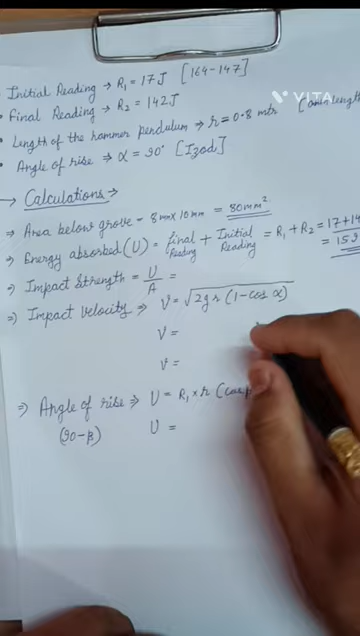 Initial Reading → R₁ = 17J [164-147]
Final Reading → R₂ = 142J
VITA
Length of the hammer pendulum → r = 0.8 mtr
Angle of rise → α = 90° [Izod]
→ Calculations →
⇒ Area below grove - 8mm x 10mm = 80mm²
⇒ Energy absorbed (U) = Final Reading + Initial Reading = R₁ + R₂ = 17+14
= 159
⇒ Impact Strength = U/A =
⇒ Impact Velocity ⇒ V = √2gr (1-cos α)
V =
V =
⇒ Angle of rise ⇒ U = R₁ x r (cos β
(90-β) U =